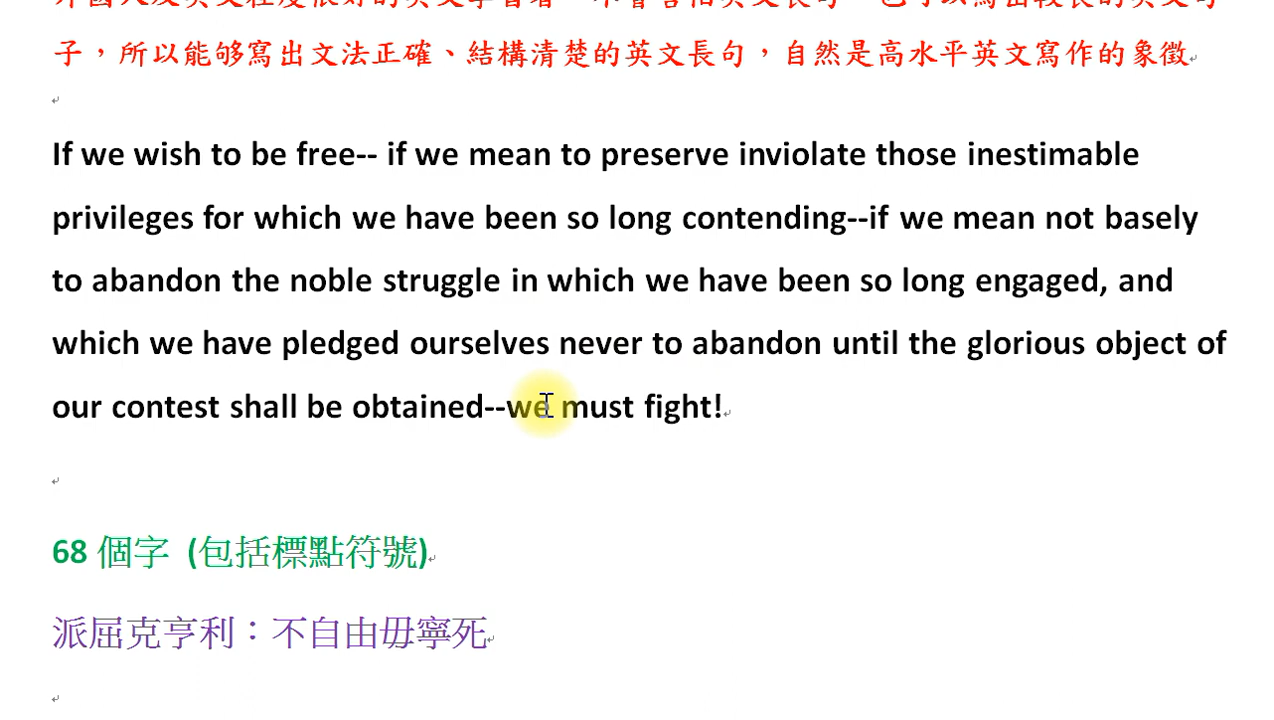 子，所以能够寫出文法正確、結構清楚的英文長句，自然是高水平英文寫作的象徵
If we wish to be free-- if we mean to preserve inviolate those inestimable
privileges for which we have been so long contending--if we mean not basely
to abandon the noble struggle in which we have been so long engaged, and
which we have pledged ourselves never to abandon until the glorious object of
our contest shall be obtained--we must fight!
68 個字 (包括標點符號)
派屈克亨利：不自由毋寧死